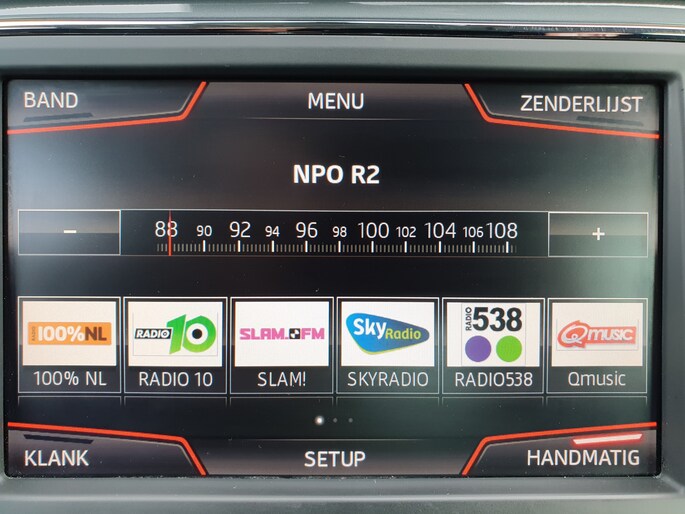 BAND MENU ZENDERLIJST
NPO R2
- 88 90 92 94 96 98 100 102 104 106 108 +
RADIO 100%NL RADIO 10 SLAM!FM Sky Radio RADIO 538 Qmusic
100% NL RADIO 10 SLAM! SKYRADIO RADIO538 Qmusic
KLANK SETUP HANDMATIG